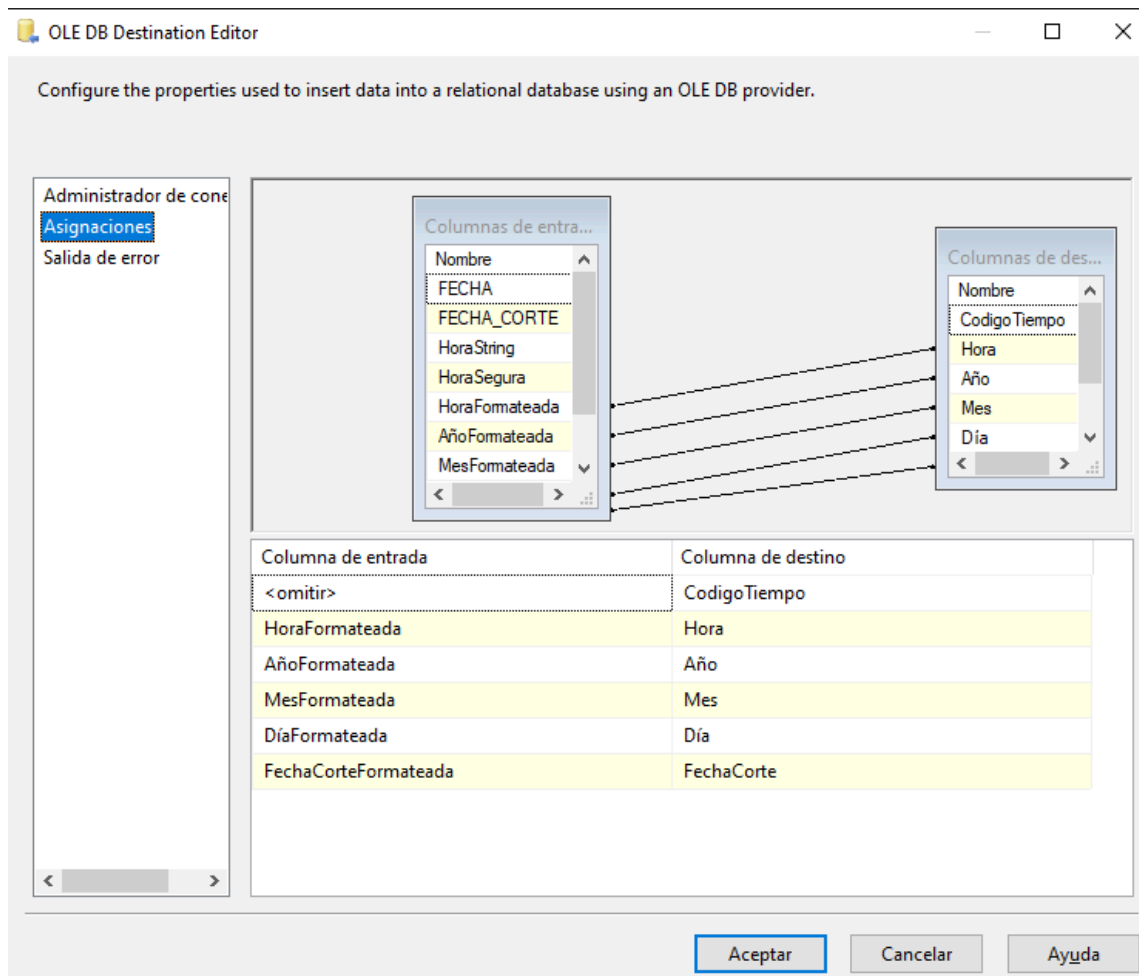 OLE DB Destination Editor
Configure the properties used to insert data into a relational database using an OLE DB provider.
Administrador de cone
Asignaciones
Salida de error
Columnas de entra...
Nombre
FECHA
FECHA_CORTE
HoraString
HoraSegura
HoraFormateada
AñoFormateada
MesFormateada
Columnas de des...
Nombre
CodigoTiempo
Hora
Año
Mes
Día
Columna de entrada Columna de destino
<omitir> CodigoTiempo
HoraFormateada Hora
AñoFormateada Año
MesFormateada Mes
DíaFormateada Día
FechaCorteFormateada FechaCorte
Aceptar Cancelar Ayuda